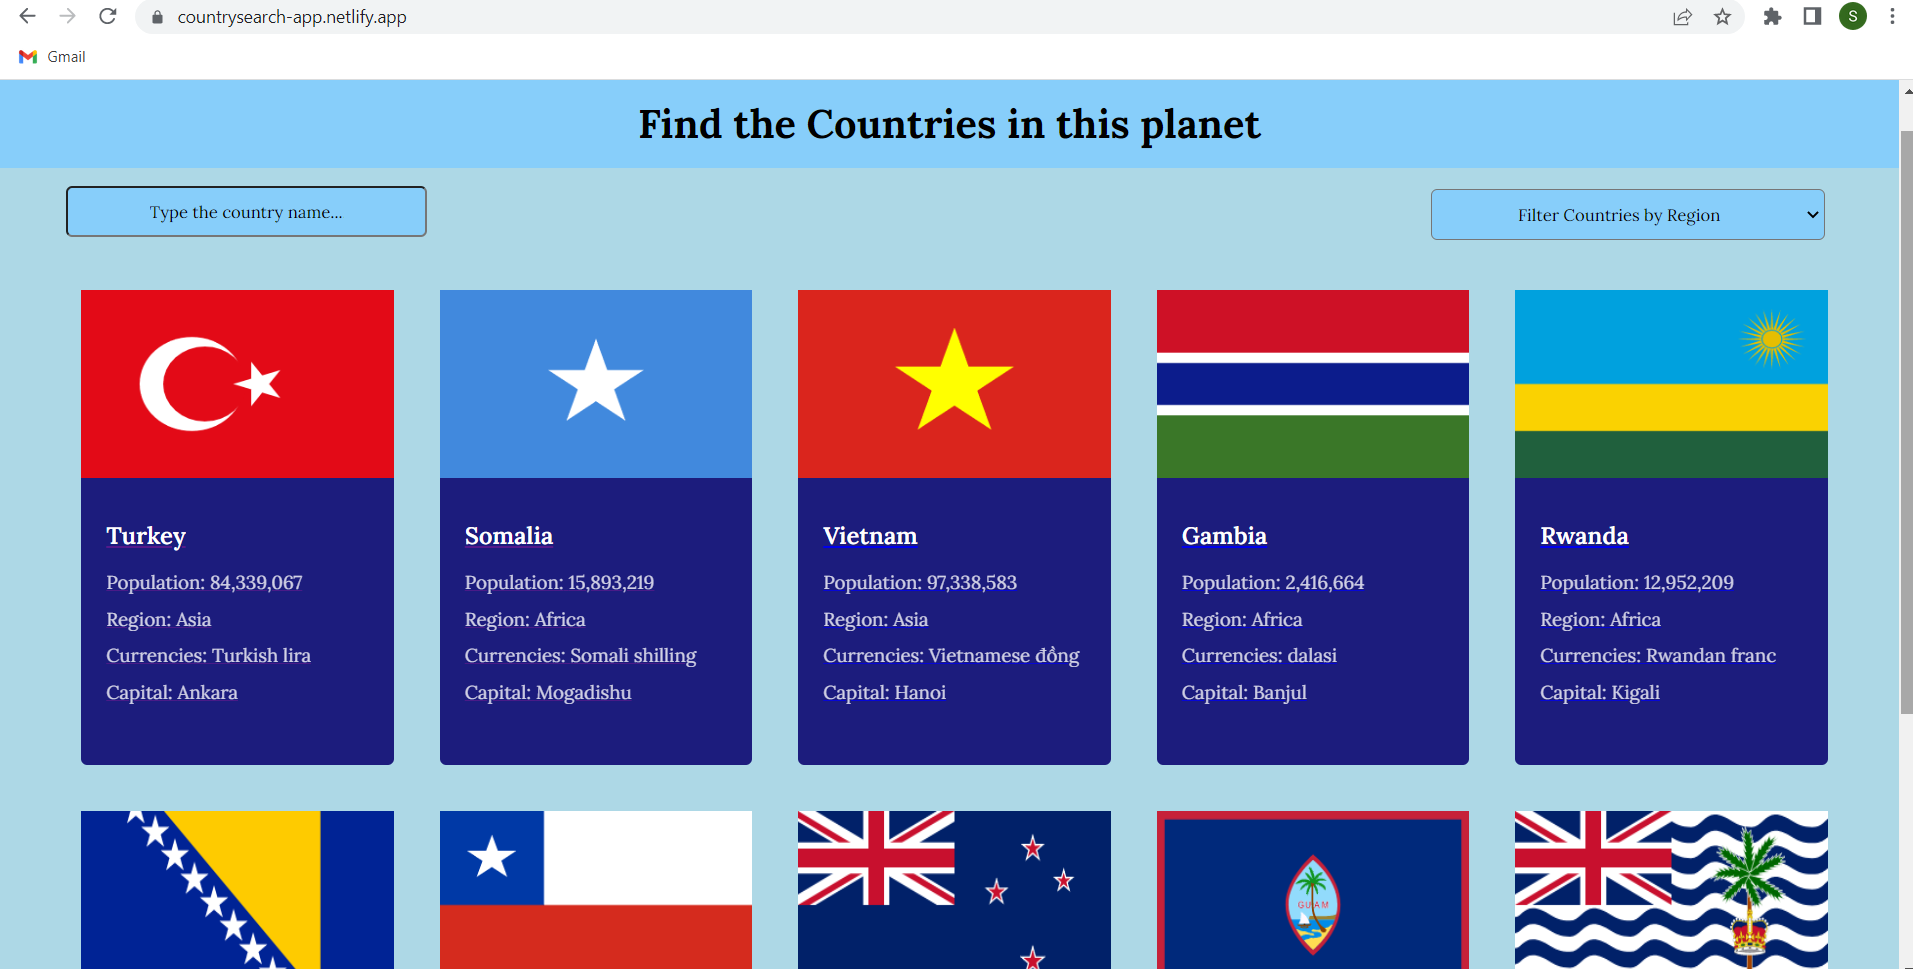 countrysearch-app.netlify.app
S
Gmail
Find the Countries in this planet
Type the country name...
Filter Countries by Region
Turkey
Population: 84,339,067
Region: Asia
Currencies: Turkish lira
Capital: Ankara
Somalia
Population: 15,893,219
Region: Africa
Currencies: Somali shilling
Capital: Mogadishu
Vietnam
Population: 97,338,583
Region: Asia
Currencies: Vietnamese đồng
Capital: Hanoi
Gambia
Population: 2,416,664
Region: Africa
Currencies: dalasi
Capital: Banjul
Rwanda
Population: 12,952,209
Region: Africa
Currencies: Rwandan franc
Capital: Kigali
GUAM